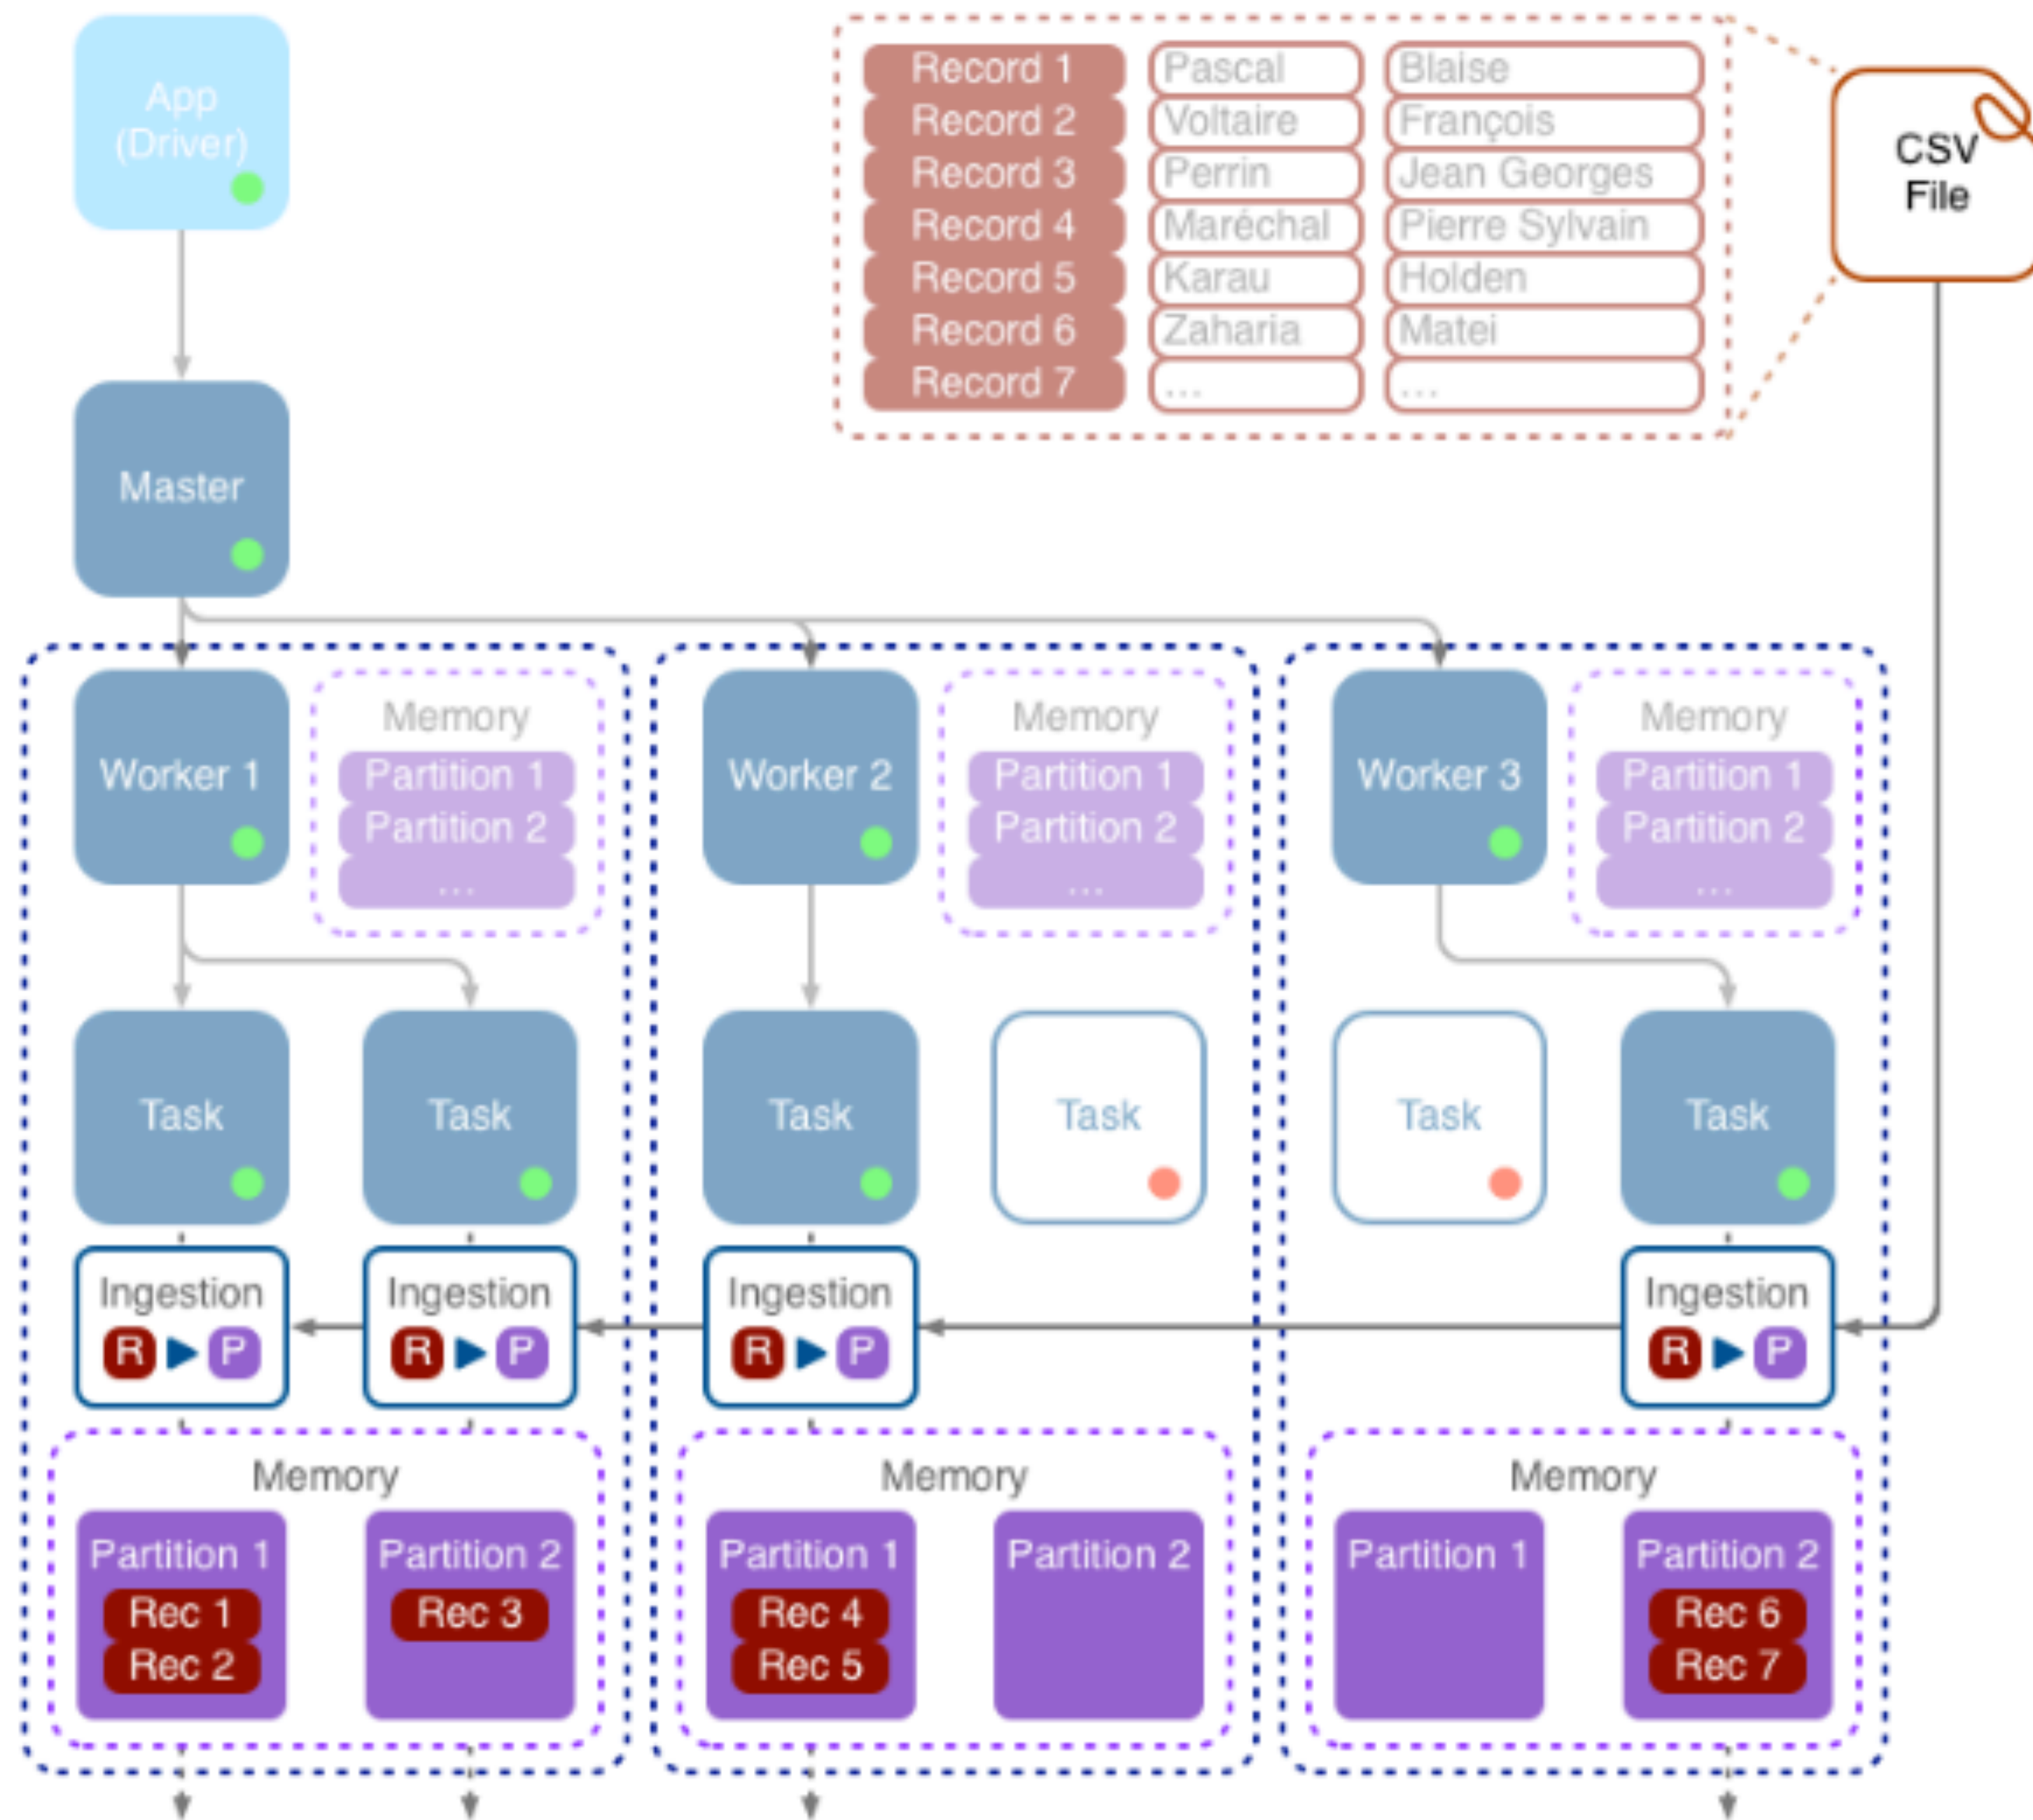 App
(Driver)
Record 1 Pascal Blaise
Record 2 Voltaire François
Record 3 Perrin Jean Georges
Record 4 Maréchal Pierre Sylvain
Record 5 Karau Holden
Record 6 Zaharia Matei
Record 7 ... ...
CSV
File
Master
Worker 1
Memory
Partition 1
Partition 2
...
Worker 2
Memory
Partition 1
Partition 2
...
Worker 3
Memory
Partition 1
Partition 2
...
Task Task Task Task Task Task
Ingestion Ingestion Ingestion Ingestion
R P R P R P R P
Memory Memory Memory
Partition 1 Partition 2 Partition 1 Partition 2 Partition 1 Partition 2
Rec 1 Rec 3 Rec 4 Rec 6
Rec 2 Rec 5 Rec 7